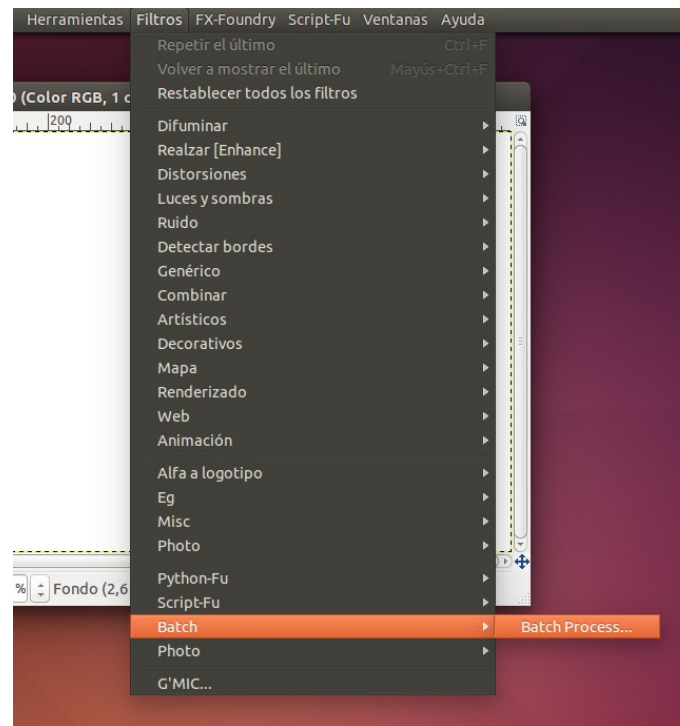 Herramientas Filtros FX-Foundry Script-Fu Ventanas Ayuda
Repetir el último Ctrl+F
Volver a mostrar el último Mayús+Ctrl+F
Restablecer todos los filtros
(Color RGB, 1 c
200
Difuminar
Realzar [Enhance]
Distorsiones
Luces y sombras
Ruido
Detectar bordes
Genérico
Combinar
Artísticos
Decorativos
Mapa
Renderizado
Web
Animación
Alfa a logotipo
Eg
Misc
Photo
Python-Fu
% Fondo (2,6
Script-Fu
Batch Batch Process...
Photo
G'MIC...